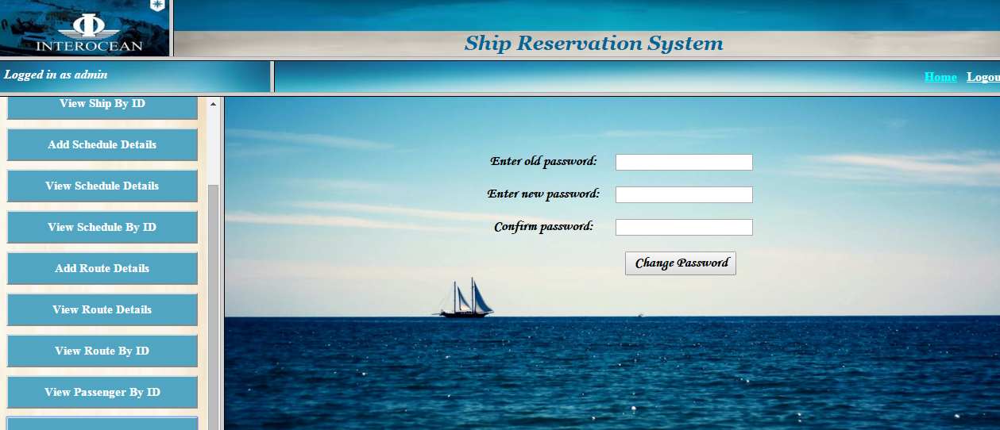 INTEROCEAN
Ship Reservation System
Logged in as admin
Home Logou
View Ship By ID
Add Schedule Details
View Schedule Details
View Schedule By ID
Add Route Details
View Route Details
View Route By ID
View Passenger By ID
Enter old password:
Enter new password:
Confirm password:
Change Password